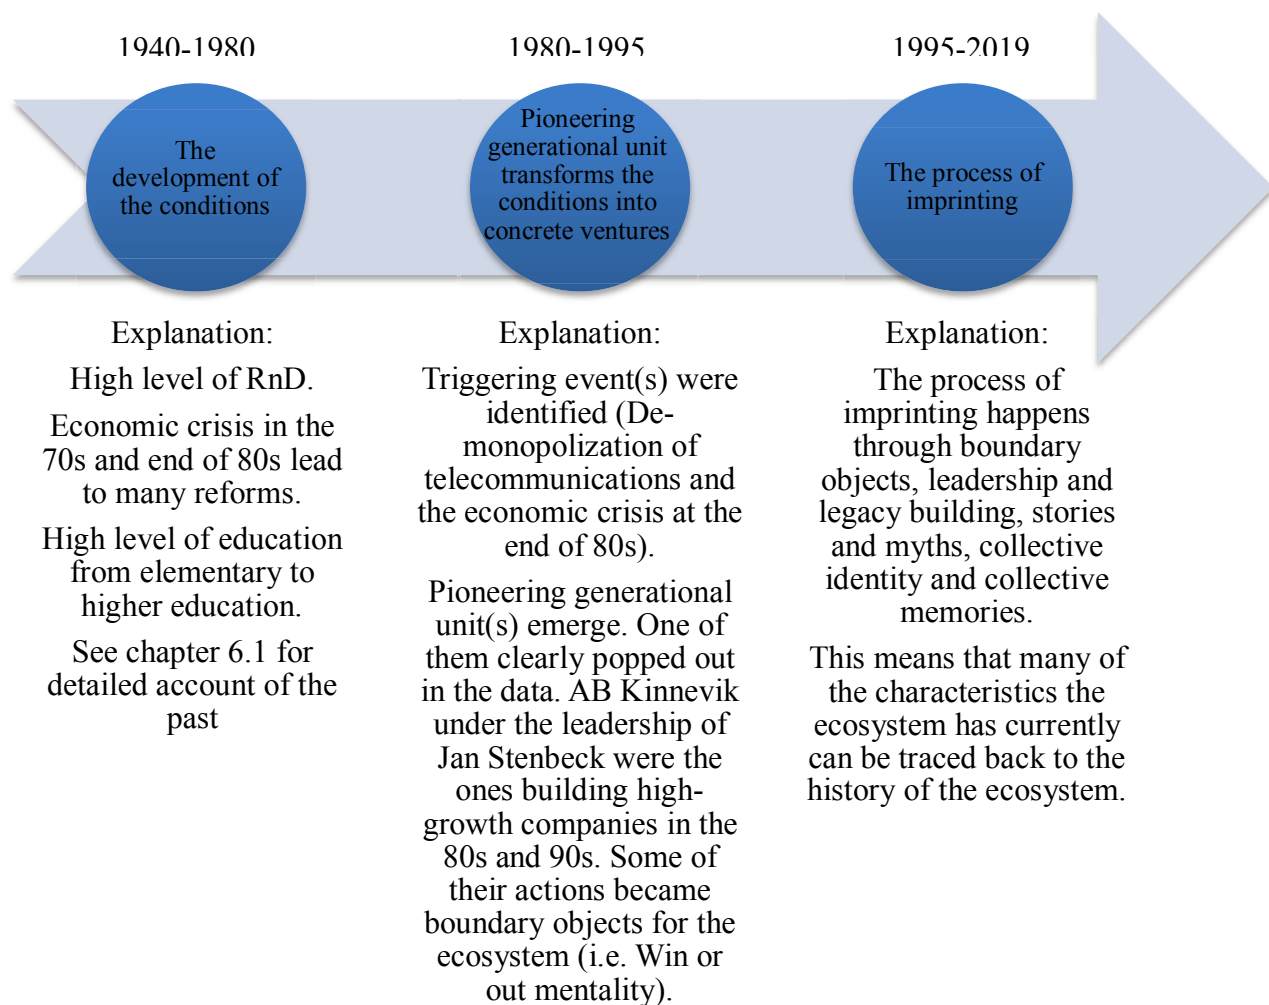 1940-1980
The
development of
the conditions
Explanation:
High level of RnD.
Economic crisis in the
70s and end of 80s lead
to many reforms.
High level of education
from elementary to
higher education.
See chapter 6.1 for
detailed account of the
past
1980-1995
Pioneering
generational unit
transforms the
conditions into
concrete ventures
Explanation:
Triggering event(s) were
identified (De-
monopolization of
telecommunications and
the economic crisis at the
end of 80s).
Pioneering generational
unit(s) emerge. One of
them clearly popped out
in the data. AB Kinnevik
under the leadership of
Jan Stenbeck were the
ones building high-
growth companies in the
80s and 90s. Some of
their actions became
boundary objects for the
ecosystem (i.e. Win or
out mentality).
1995-2019
The process of
imprinting
Explanation:
The process of
imprinting happens
through boundary
objects, leadership and
legacy building, stories
and myths, collective
identity and collective
memories.
This means that many of
the characteristics the
ecosystem has currently
can be traced back to the
history of the ecosystem.